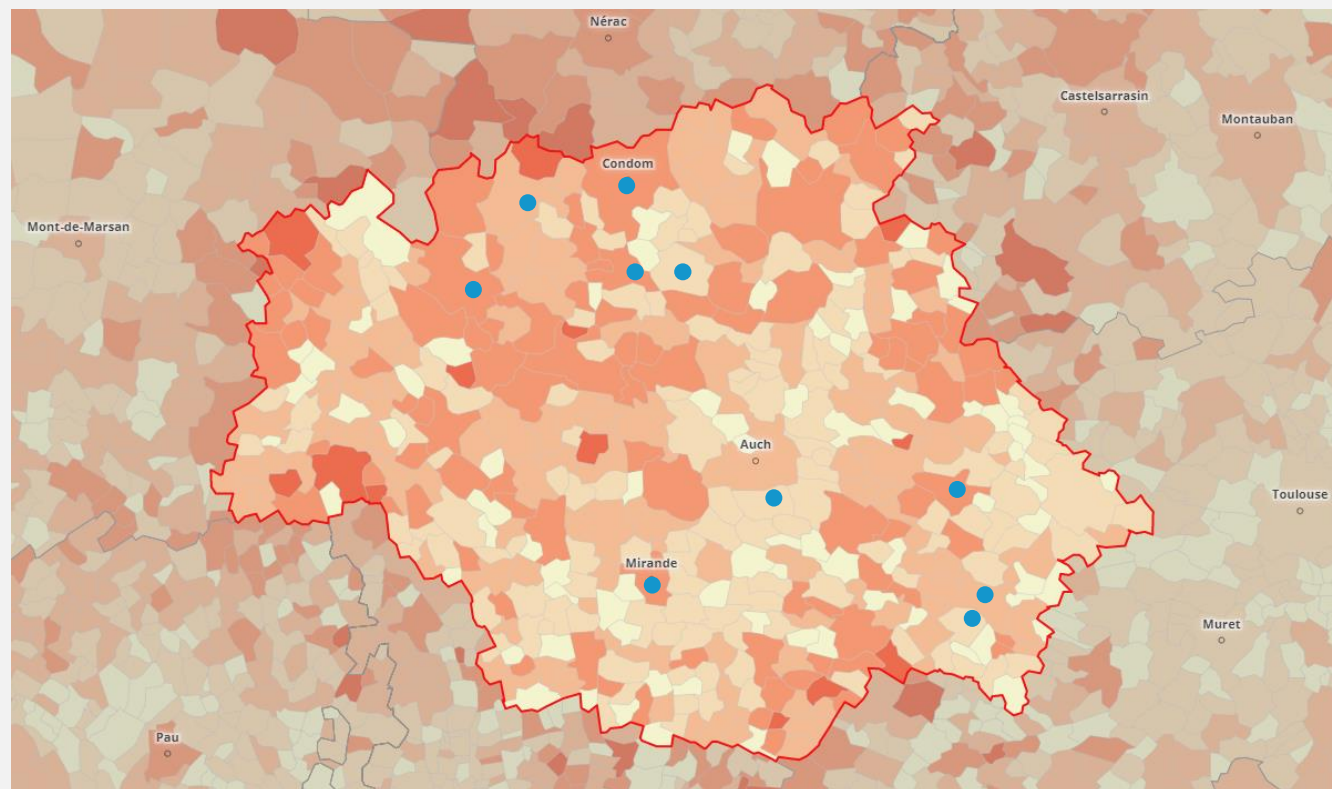 Nérac
Castelsarrasin
Montauban
Condom
Mont-de-Marsan
Auch
Toulouse
Mirande
Muret
Pau